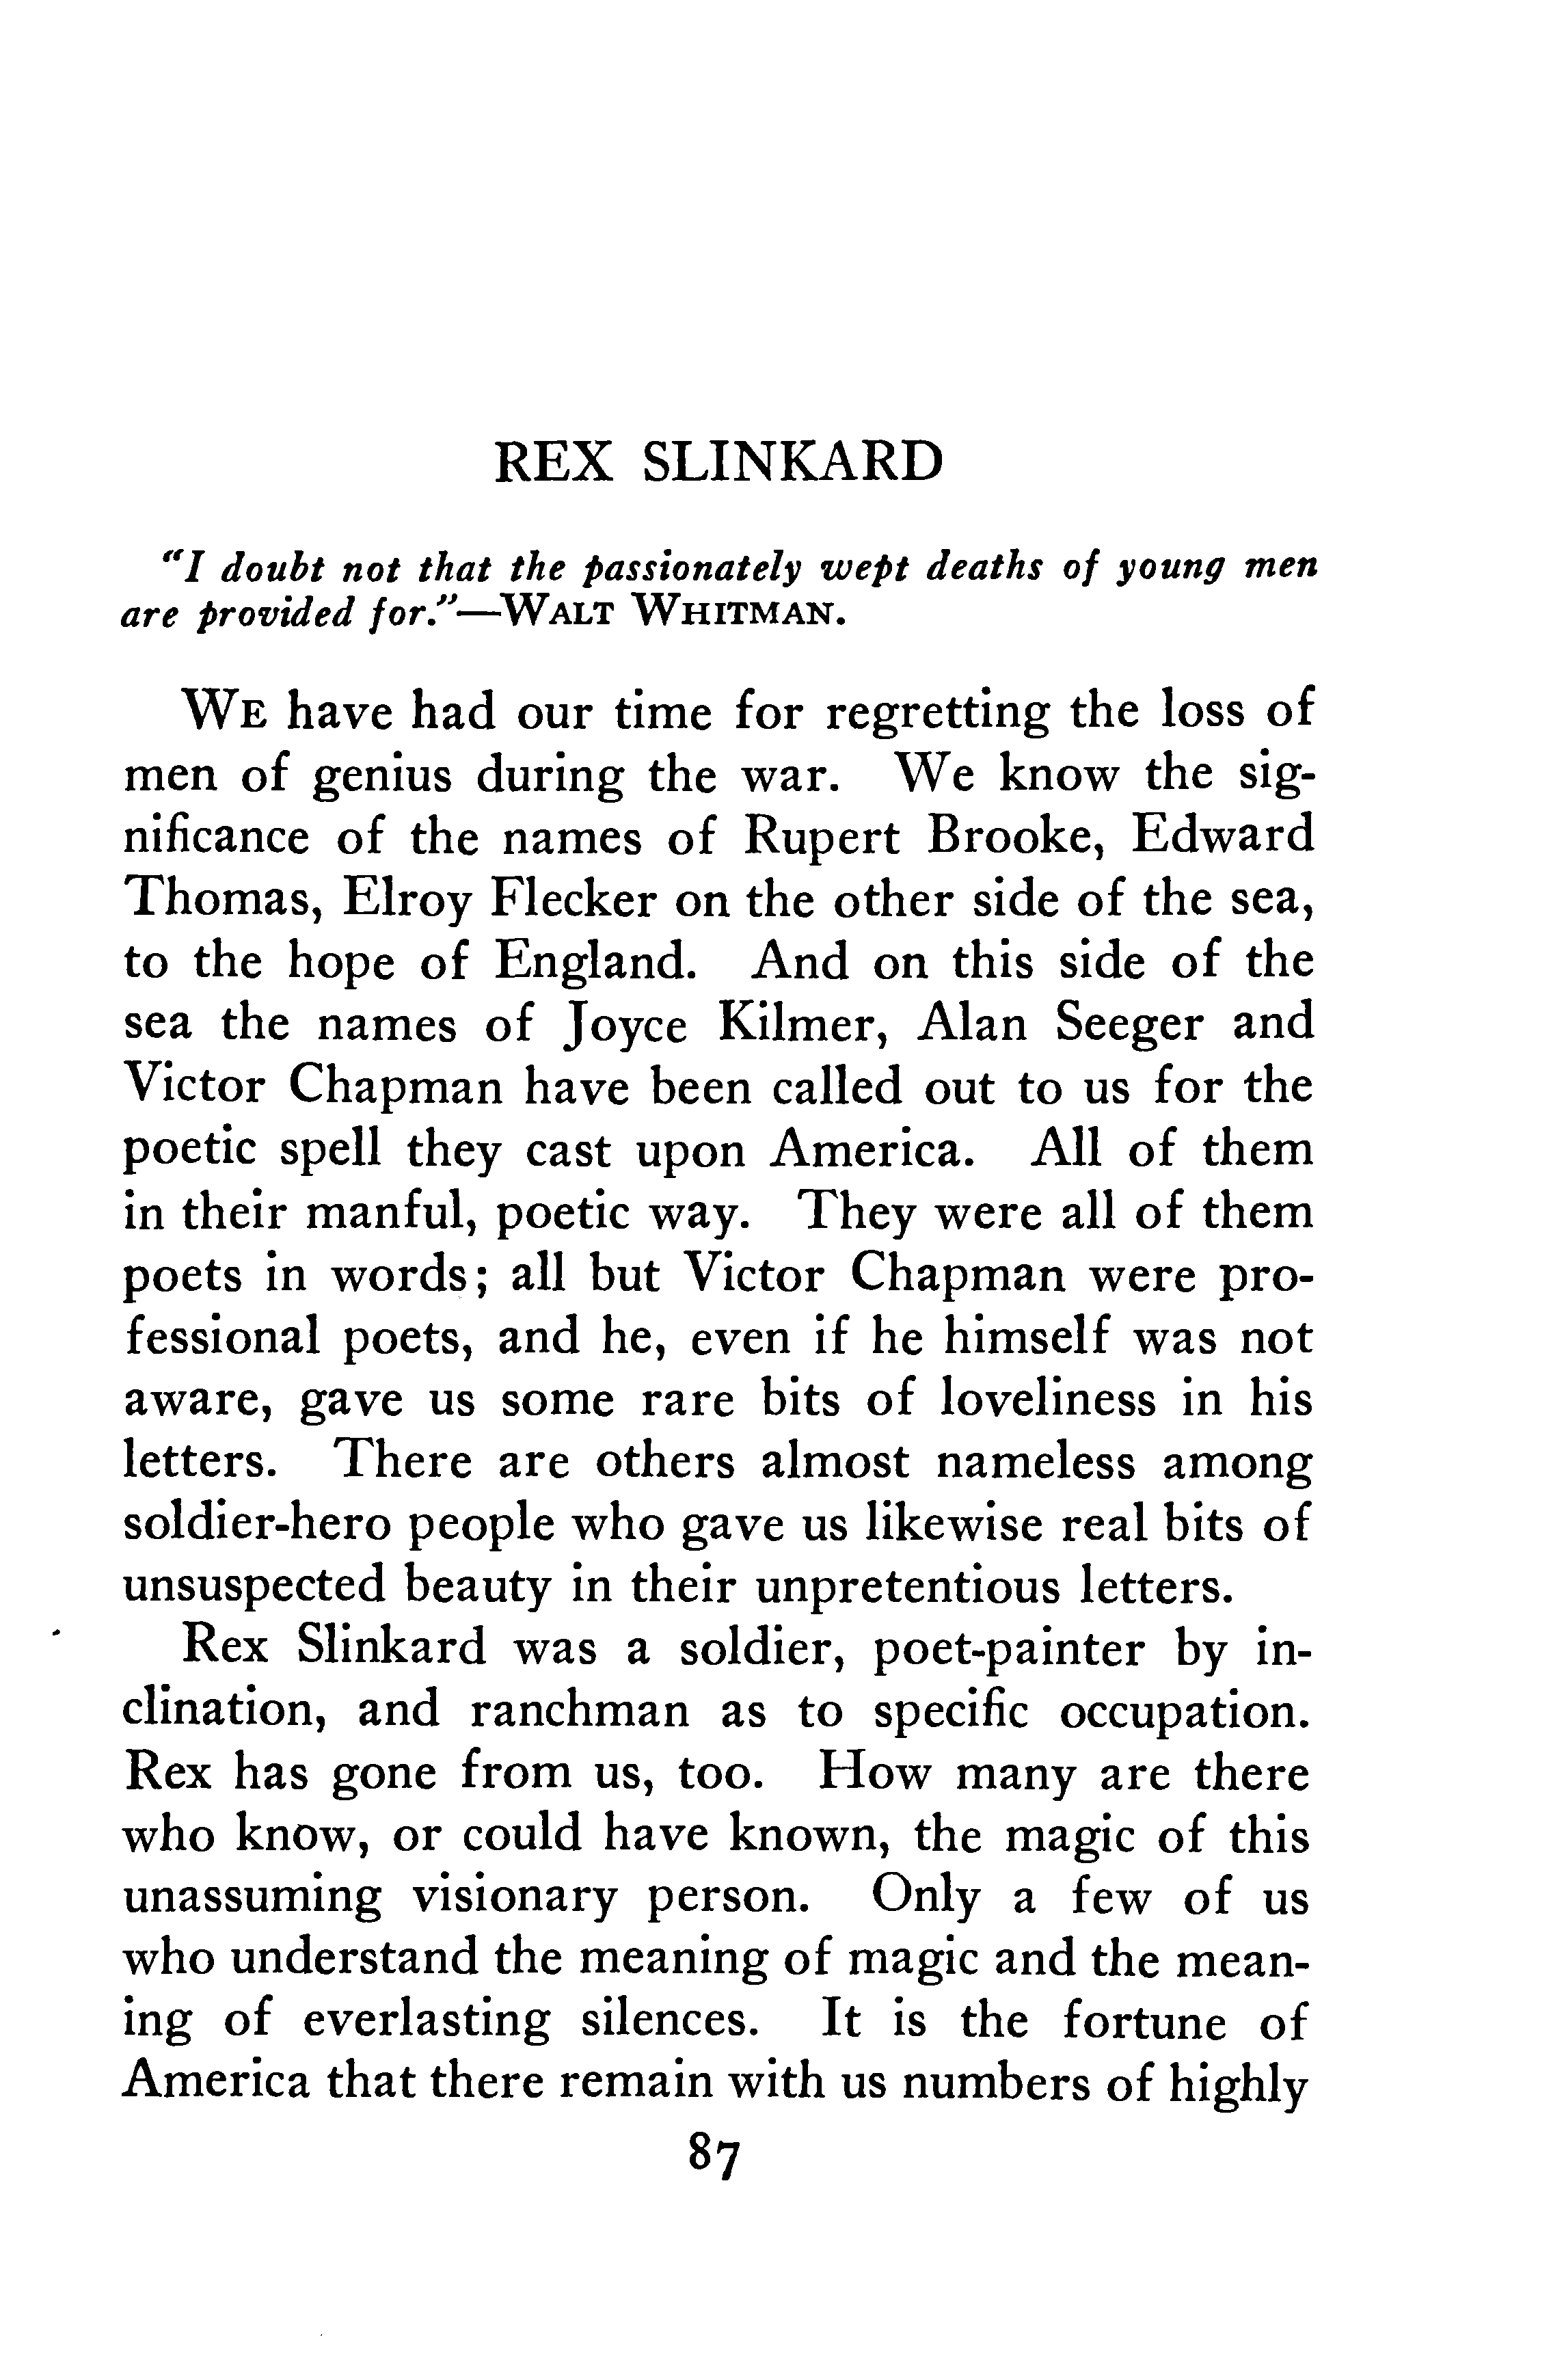 REX SLINKARD
"I doubt not that the passionately wept deaths of young men
are provided for."—WALT WHITMAN.
WE have had our time for regretting the loss of
men of genius during the war. We know the sig-
nificance of the names of Rupert Brooke, Edward
Thomas, Elroy Flecker on the other side of the sea,
to the hope of England. And on this side of the
sea the names of Joyce Kilmer, Alan Seeger and
Victor Chapman have been called out to us for the
poetic spell they cast upon America. All of them
in their manful, poetic way. They were all of them
poets in words; all but Victor Chapman were pro-
fessional poets, and he, even if he himself was not
aware, gave us some rare bits of loveliness in his
letters. There are others almost nameless among
soldier-hero people who gave us likewise real bits of
unsuspected beauty in their unpretentious letters.
Rex Slinkard was a soldier, poet-painter by in-
clination, and ranchman as to specific occupation.
Rex has gone from us, too. How many are there
who know, or could have known, the magic of this
unassuming visionary person. Only a few of us
who understand the meaning of magic and the mean-
ing of everlasting silences. It is the fortune of
America that there remain with us numbers of highly
87